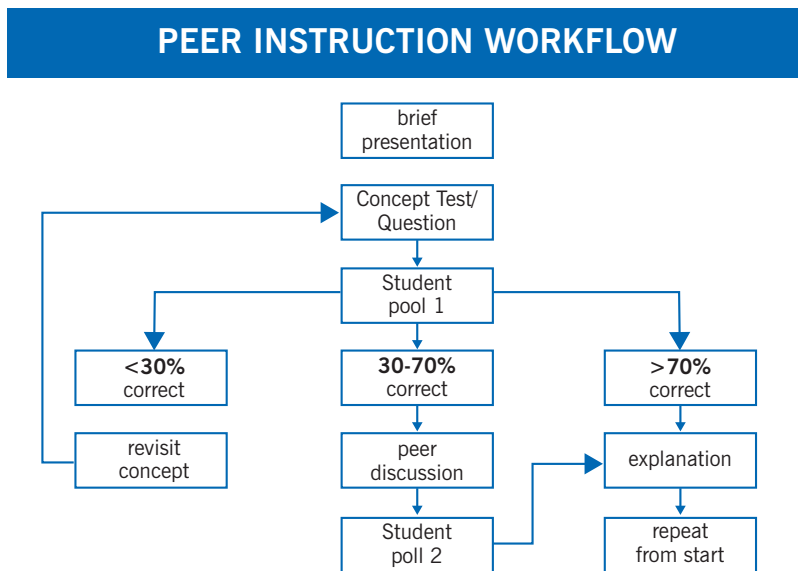 PEER INSTRUCTION WORKFLOW
brief
presentation
Concept Test/
Question
Student
pool 1
<30%
correct
30-70%
correct
>70%
correct
revisit
concept
peer
discussion
explanation
Student
poll 2
repeat
from start